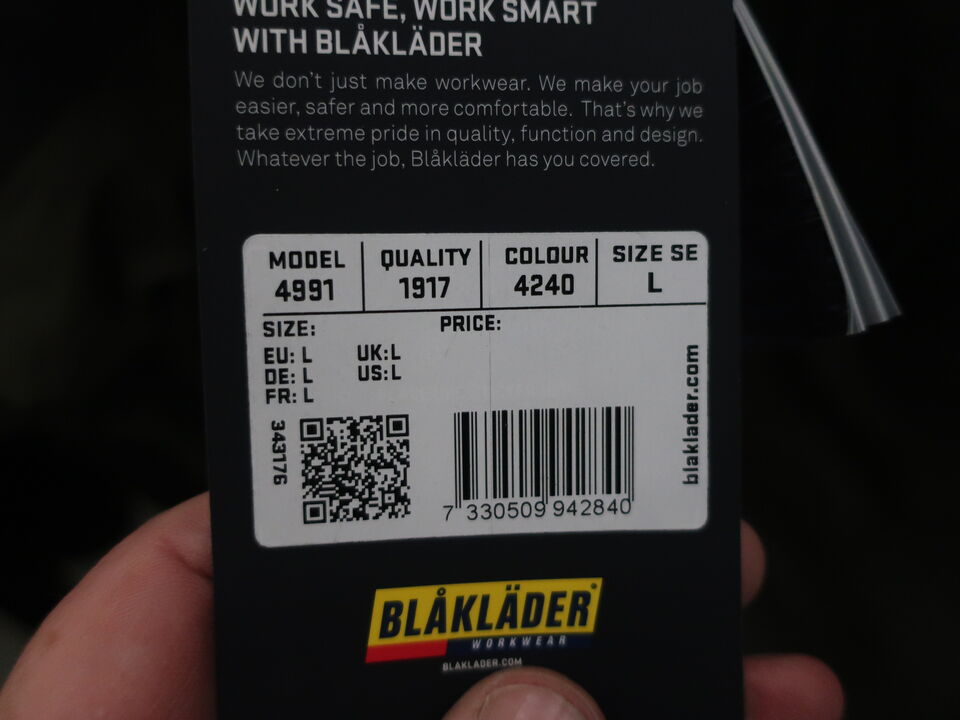 WORK SAFE, WORK SMART
WITH BLÅKLÄDER
We don't just make workwear. We make your job
easier, safer and more comfortable. That's why we
take extreme pride in quality, function and design.
Whatever the job, Blåkläder has you covered.
MODEL QUALITY COLOUR SIZE SE
4991 1917 4240 L
SIZE: PRICE:
EU: L UK:L
DE: L US:L
FR: L
343176
7 330509 942840
blaklader.com
BLÅKLÄDER®
WORKWEAR
BLAKLADER.COM